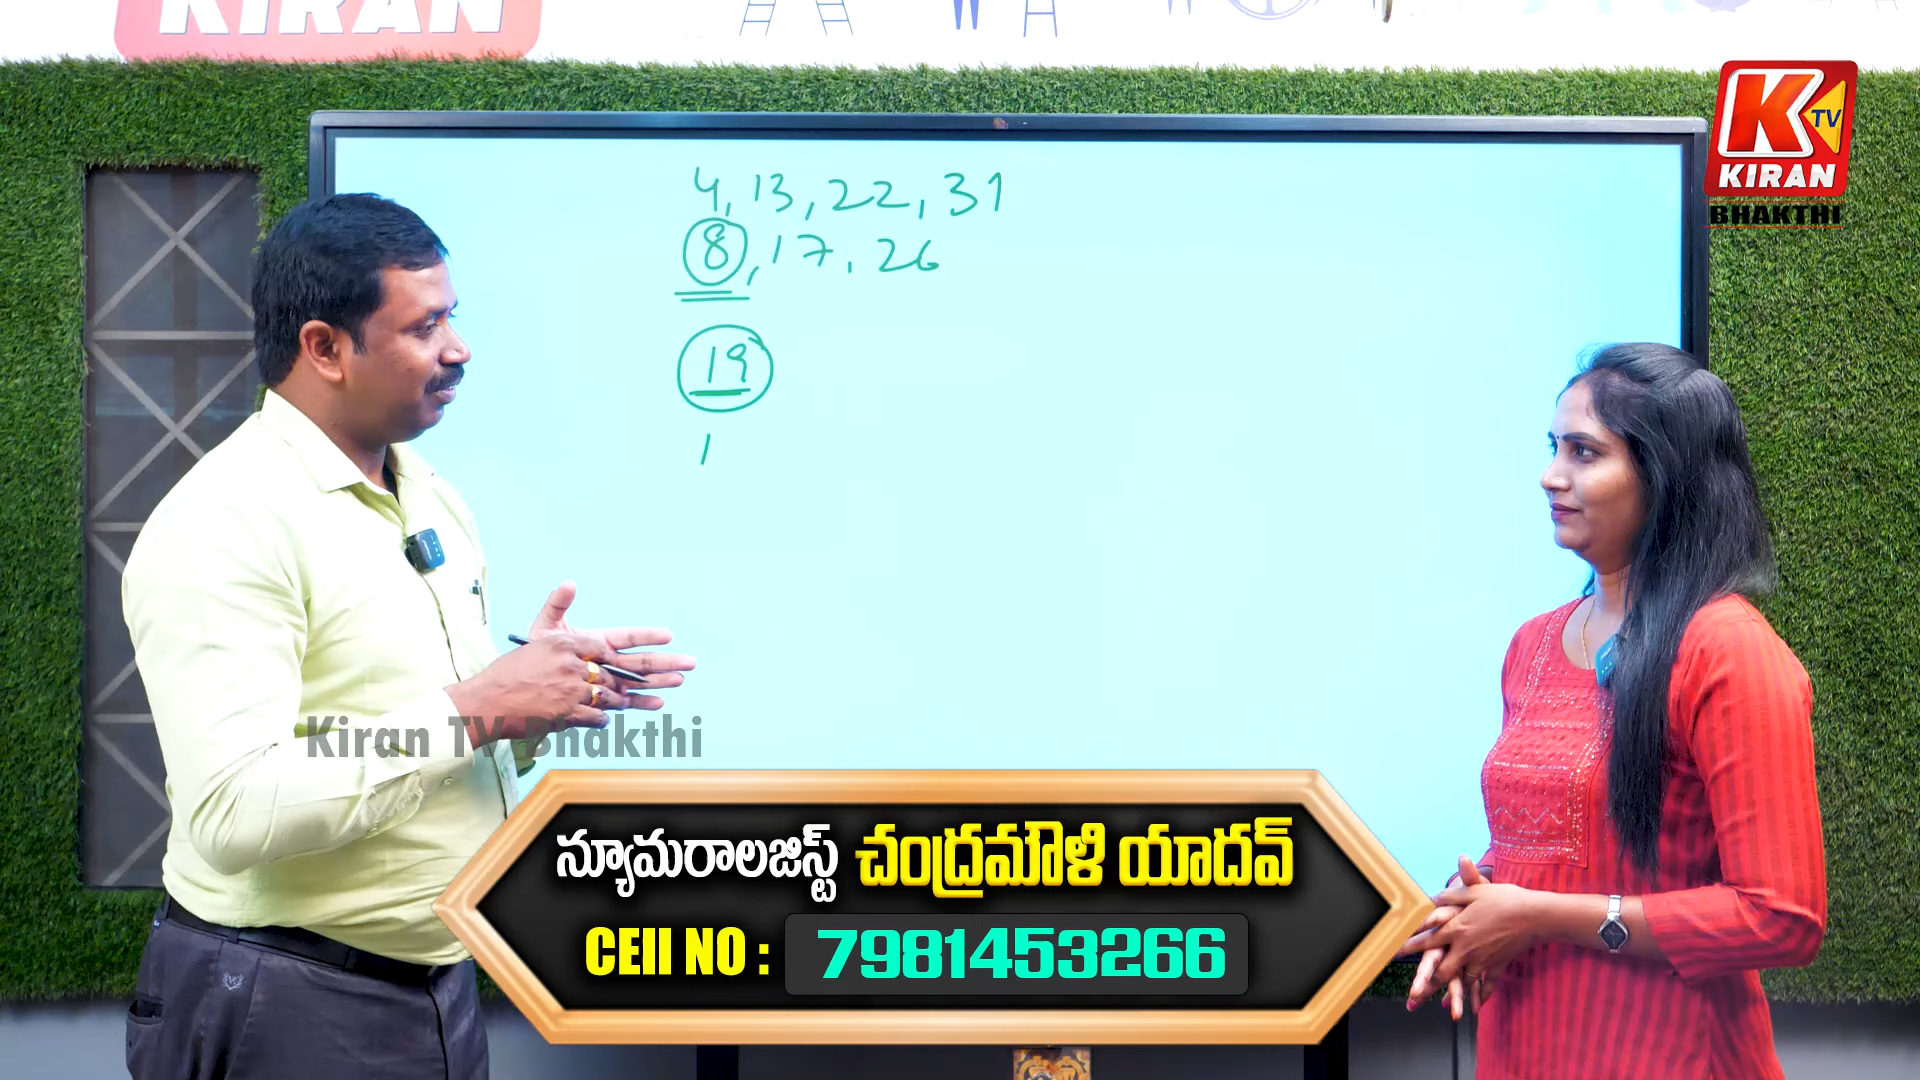 KIRAN
K TV
KIRAN
BHAKTHI
4, 13, 22, 31
8, 17, 26
19
1
Kiran TV Bhakthi
న్యూమరాలజిస్ట్ చంద్రమౌళి యాదవ్
CEll NO : 7981453266